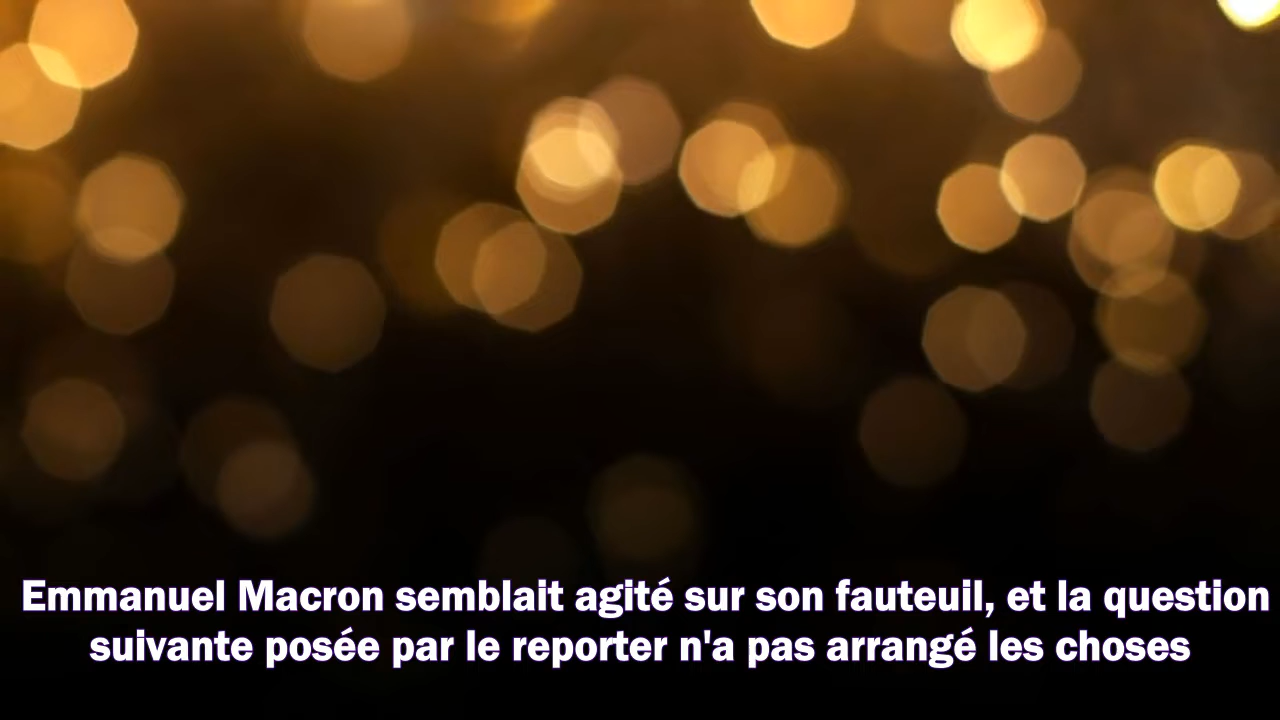 Emmanuel Macron semblait agité sur son fauteuil, et la question
suivante posée par le reporter n'a pas arrangé les choses